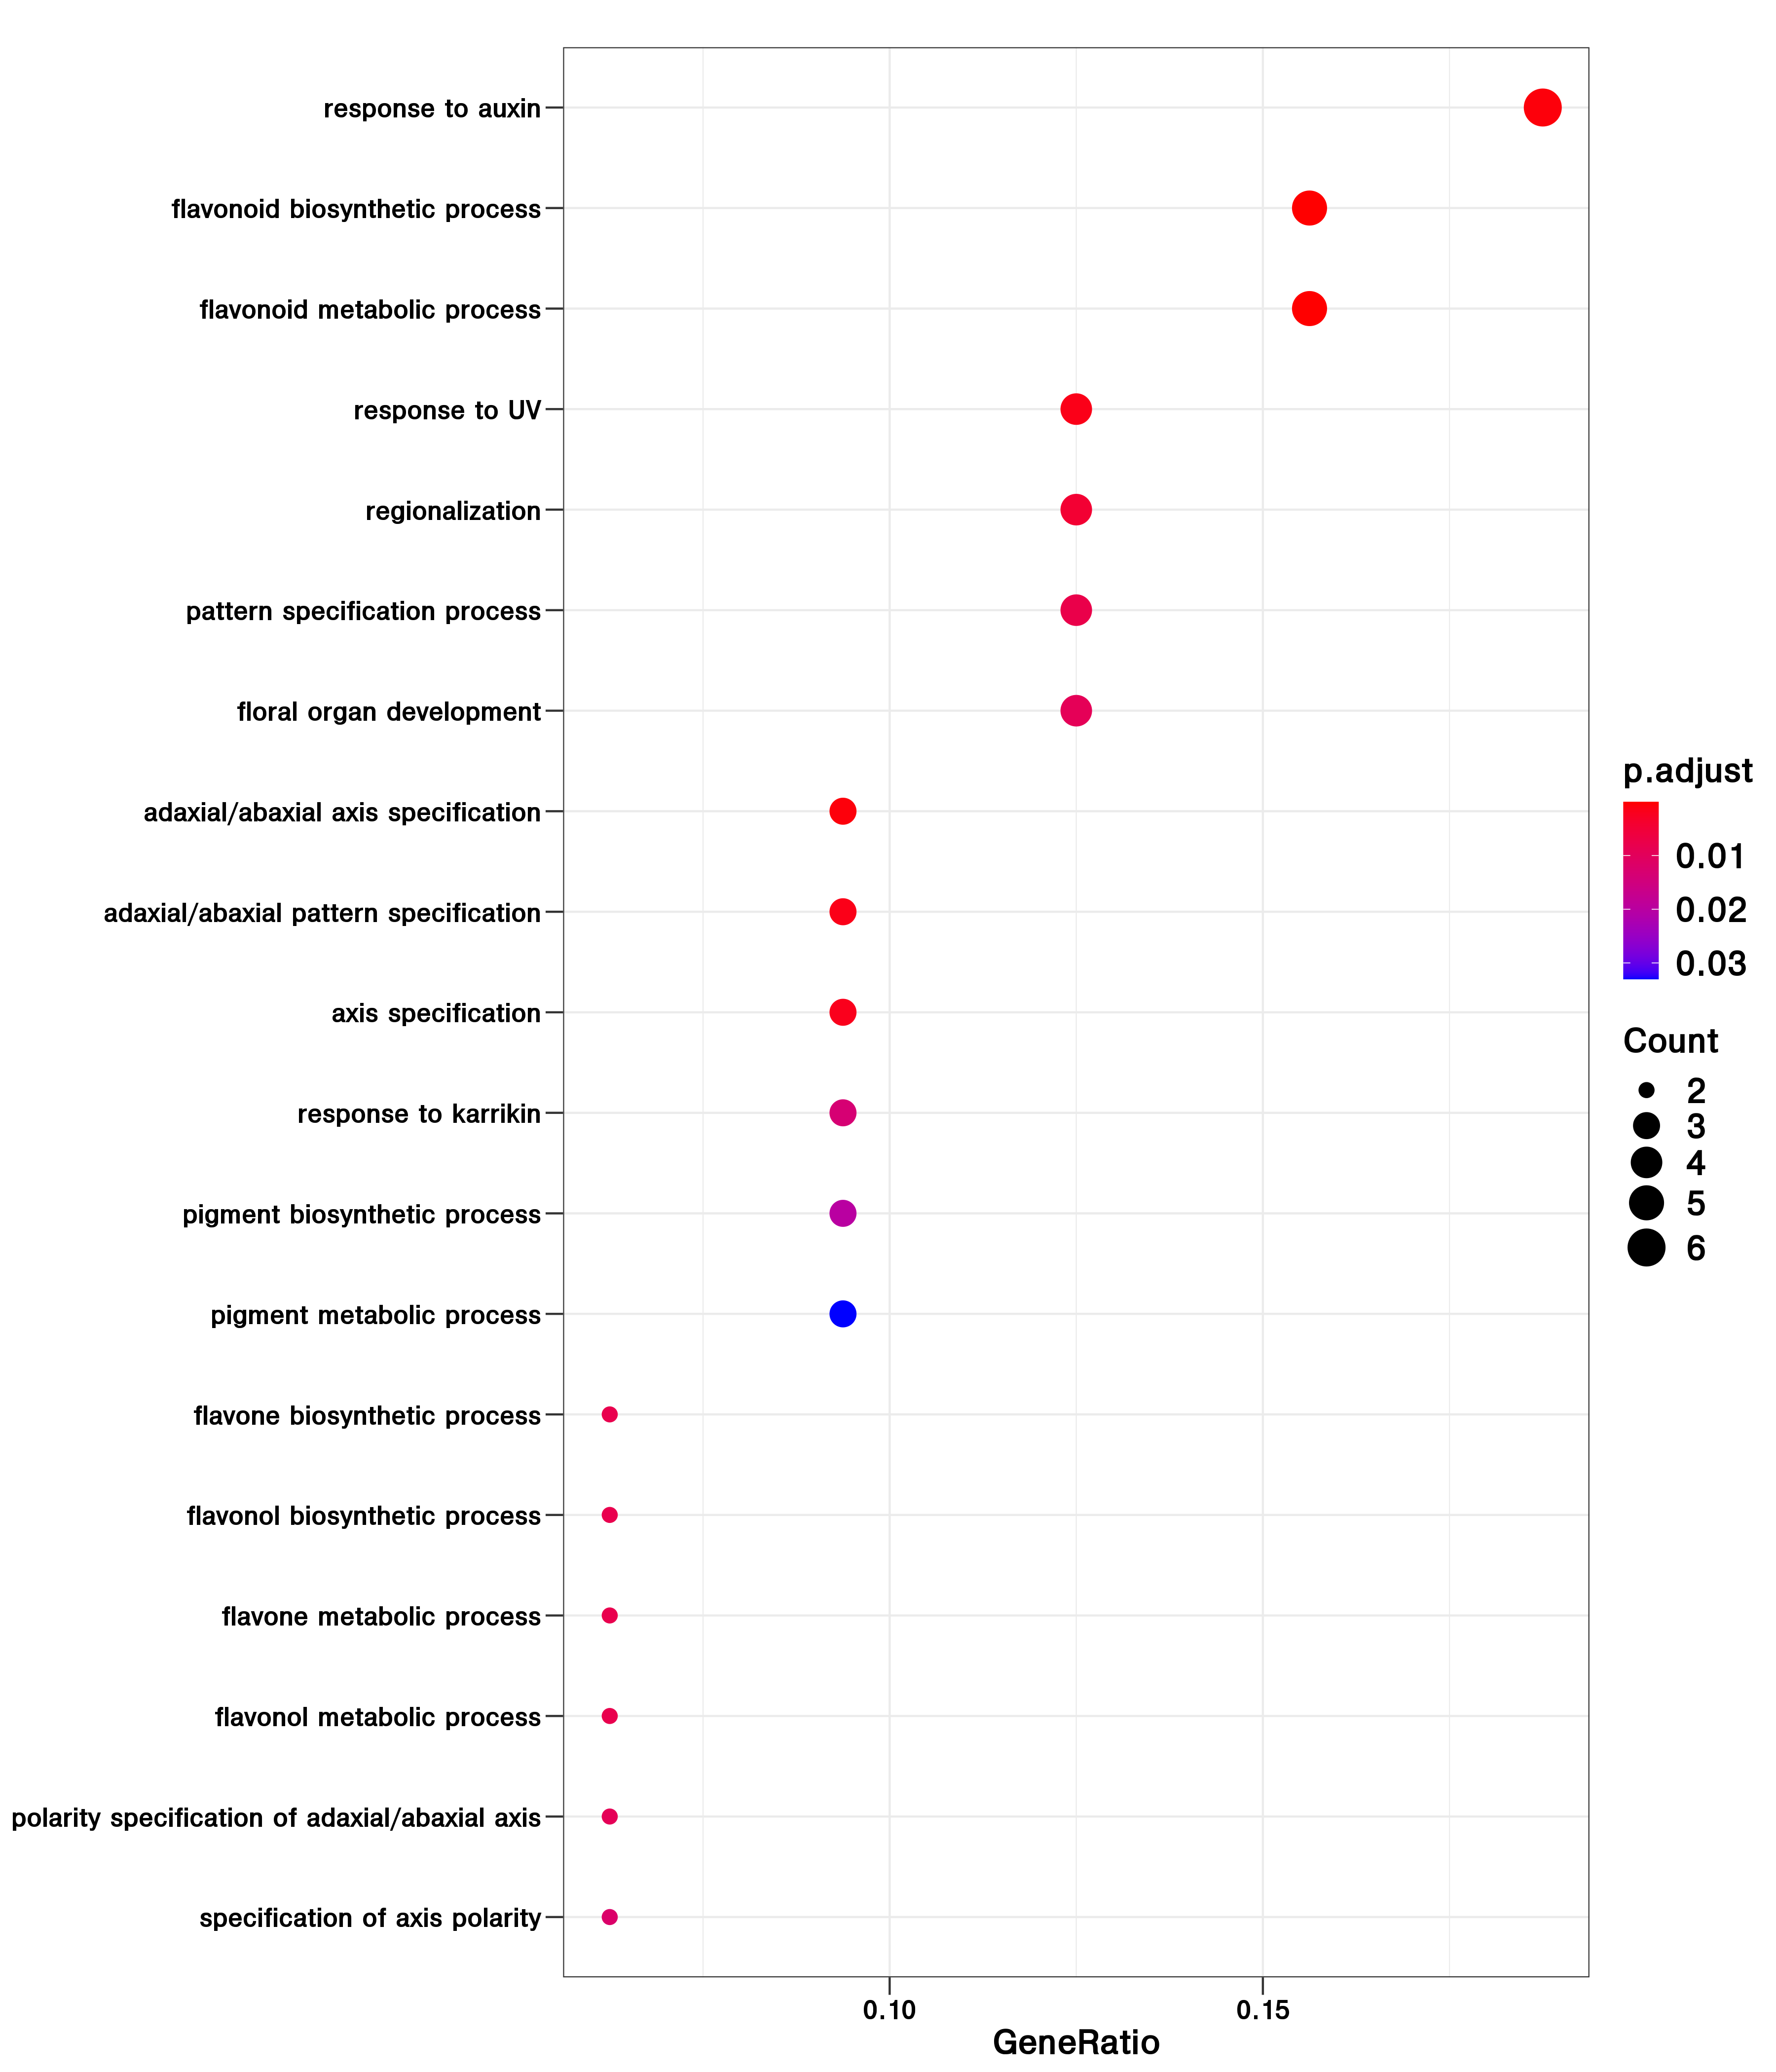 response to auxin
flavonoid biosynthetic process
flavonoid metabolic process
response to UV
regionalization
pattern specification process
floral organ development
adaxial/abaxial axis specification
adaxial/abaxial pattern specification
axis specification
response to karrikin
pigment biosynthetic process
pigment metabolic process
flavone biosynthetic process
flavonol biosynthetic process
flavone metabolic process
flavonol metabolic process
polarity specification of adaxial/abaxial axis
specification of axis polarity
0.10 0.15
GeneRatio
p.adjust
0.01
0.02
0.03
Count
2
3
4
5
6